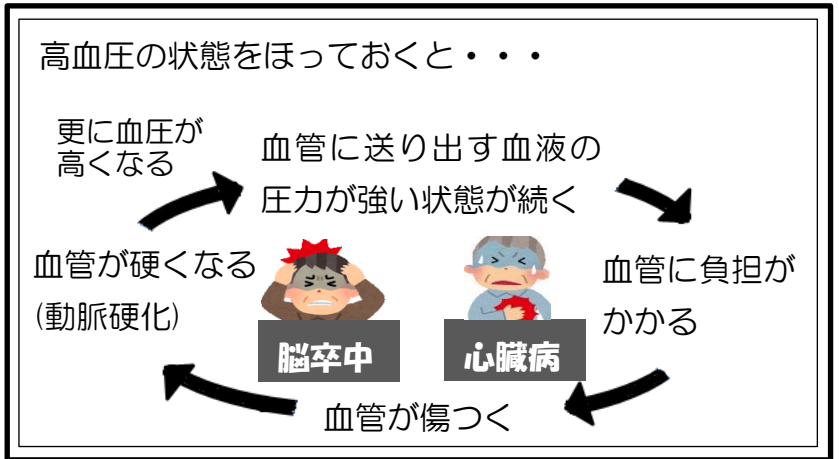 高血圧の状態をほっておくと・・・
更に血圧が
高くなる
血管に送り出す血液の
圧力が強い状態が続く
血管に負担が
かかる
血管が傷つく
血管が硬くなる
(動脈硬化)
脳卒中
心臓病